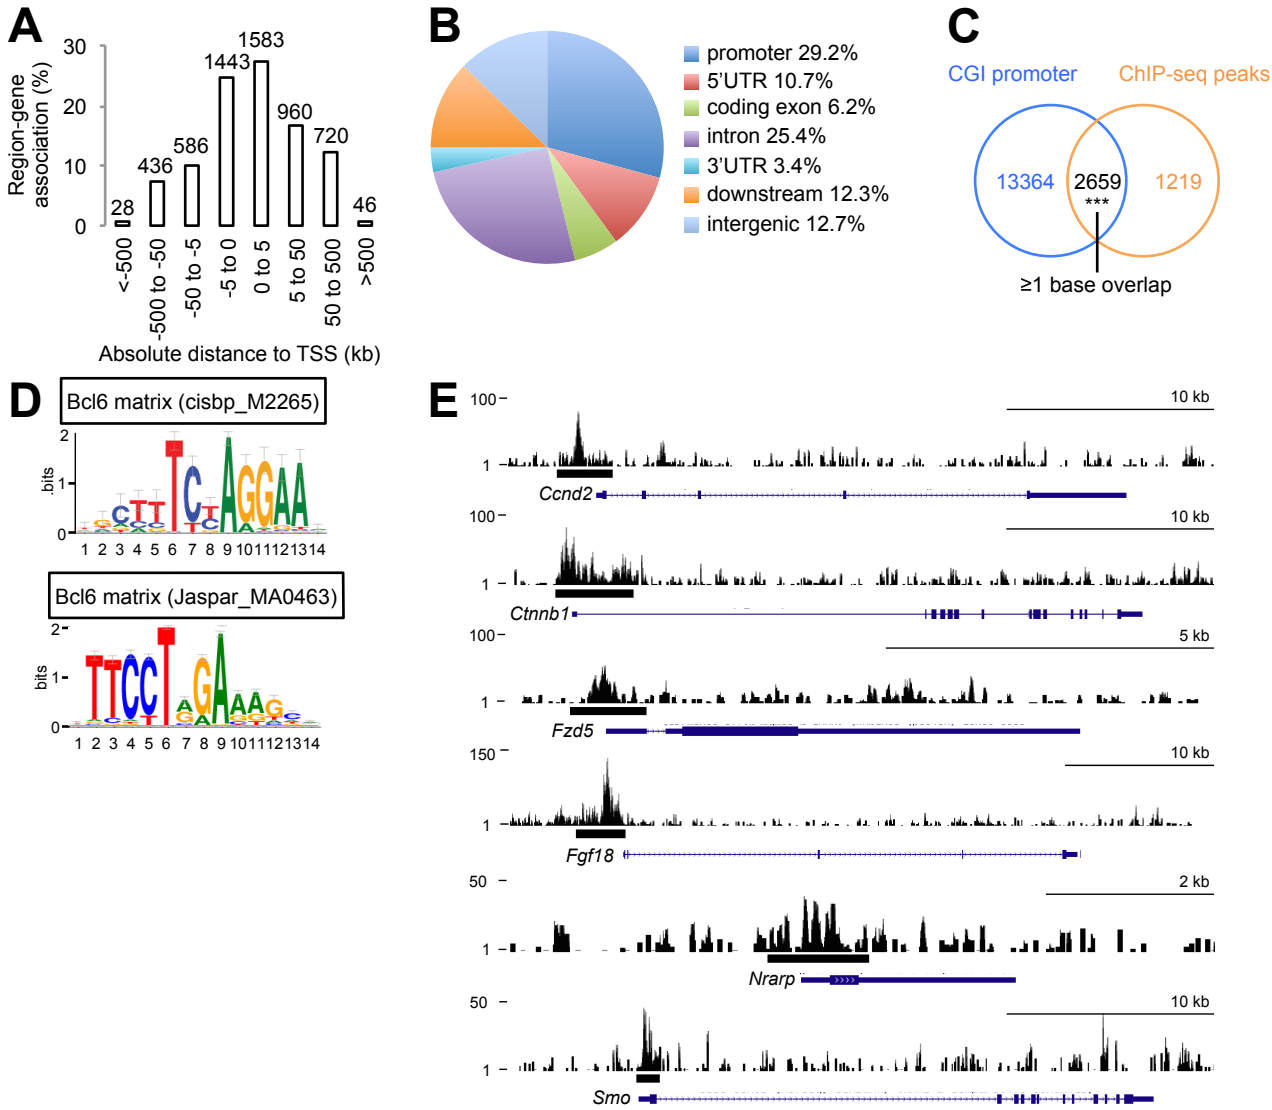 A
Region-gene
association (%)
30
20
10
0
28
436
586
1443
1583
960
720
46
<-500
-500 to -50
-50 to -5
-5 to 0
0 to 5
5 to 50
50 to 500
>500
Absolute distance to TSS (kb)
B
promoter 29.2%
5'UTR 10.7%
coding exon 6.2%
intron 25.4%
3'UTR 3.4%
downstream 12.3%
intergenic 12.7%
C
CGI promoter
ChIP-seq peaks
13364
2659
1219
***
≥1 base overlap
D
Bcl6 matrix (cisbp_M2265)
2
1
0
.bits
1 2 3 4 5 6 7 8 9 10 11 12 13 14
Bcl6 matrix (Jaspar_MA0463)
2
1
0
bits
1 2 3 4 5 6 7 8 9 10 11 12 13 14
E
100
1
10 kb
Ccnd2
100
1
10 kb
Ctnnb1
100
1
5 kb
Fzd5
150
1
10 kb
Fgf18
50
1
2 kb
Nrarp
50
1
10 kb
Smo